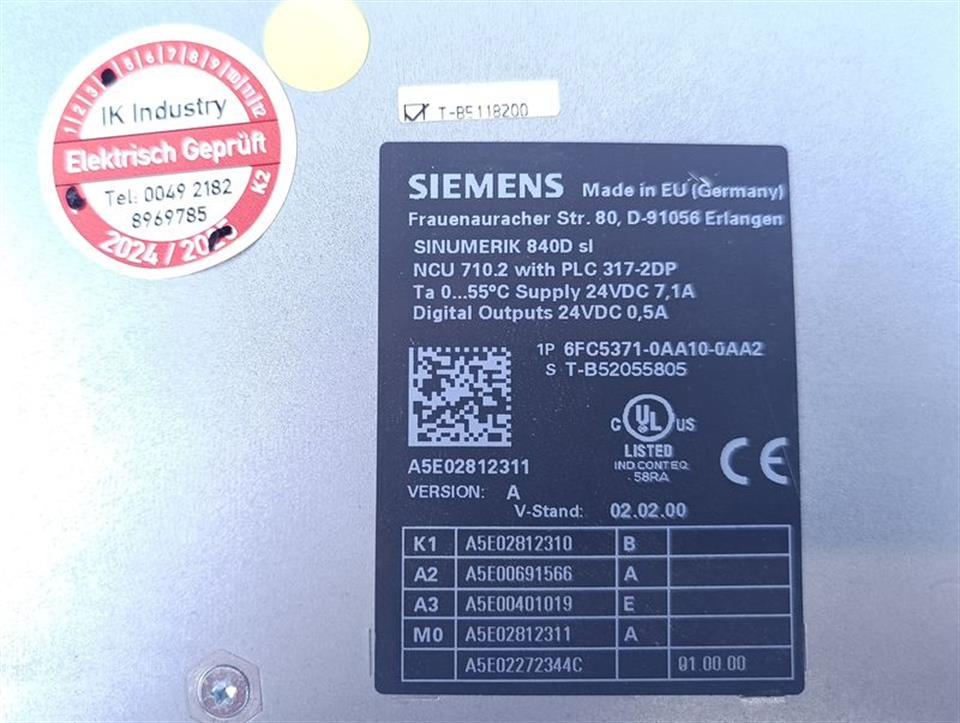 1 2 3 5 6 7 8 9 10 11 12
IK Industry
Elektrisch Geprüft
K2
Tel: 0049 2182
8969785
2024 / 2025
T-B5118200
SIEMENS Made in EU (Germany)
Frauenauracher Str. 80, D-91056 Erlangen
SINUMERIK 840D sl
NCU 710.2 with PLC 317-2DP
Ta 0...55°C Supply 24VDC 7,1A
Digital Outputs 24VDC 0,5A
1P 6FC5371-0AA10-0AA2
S T-B52055805
C UL US
LISTED
IND.CONT.EQ.
58RA
CE
A5E02812311
VERSION: A
V-Stand: 02.02.00
K1 A5E02812310 B
A2 A5E00691566 A
A3 A5E00401019 E
M0 A5E02812311 A
A5E02272344C 01.00.00